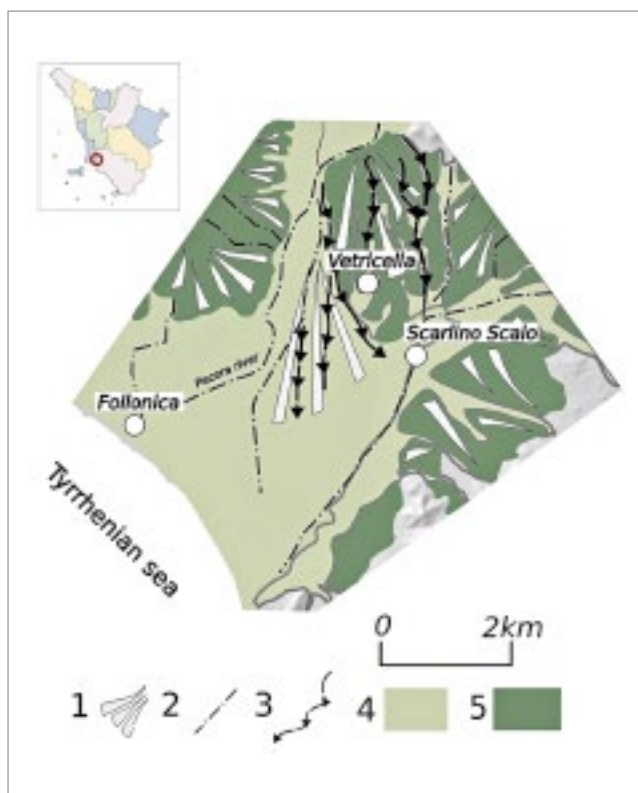 Vetricella
Scarlino Scalo
Pecora river
Follonica
Tyrrhenian sea
0 2km
1 2 3 4 5